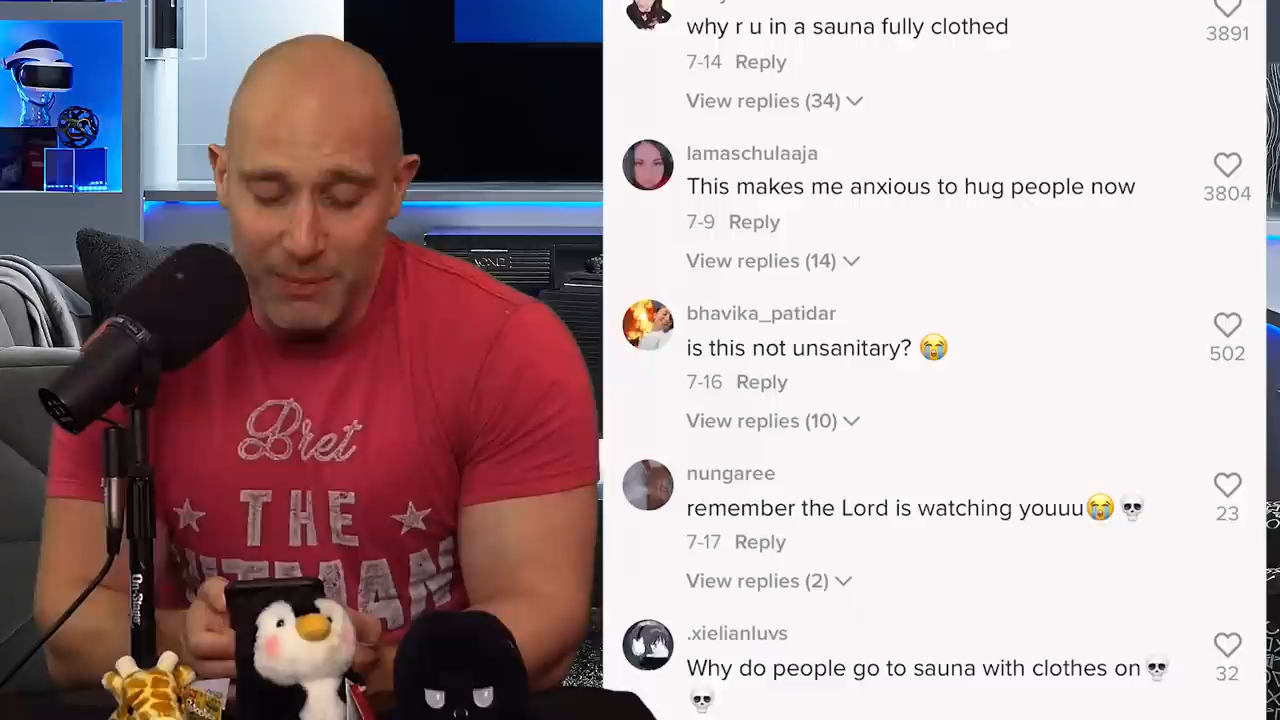 why r u in a sauna fully clothed
3891
7-14 Reply
View replies (34)
lamaschulaaja
This makes me anxious to hug people now
3804
7-9 Reply
View replies (14)
bhavika_patidar
is this not unsanitary? 😭
502
7-16 Reply
View replies (10)
nungaree
remember the Lord is watching youuu😭💀
23
7-17 Reply
View replies (2)
.xielianluvs
Why do people go to sauna with clothes on💀
💀
32
Bret
THE
On-Stage